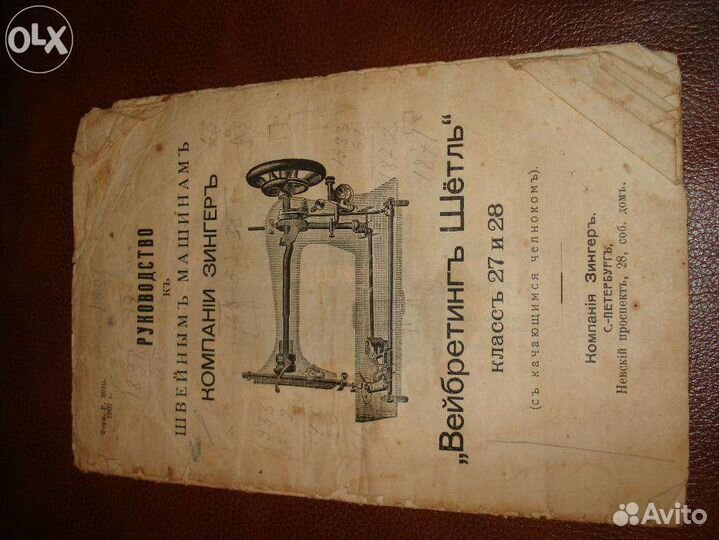 РУКОВОДСТВО
КЪ
ШВЕЙНЫМЪ МАШИНАМЪ
КОМПАНІИ ЗИНГЕРЪ
„Вейбретингъ Шётль“
КЛАССЪ 27 и 28
(съ качающимся челнокомъ).
Компанія Зингеръ.
С.-ПЕТЕРБУРГЪ,
Невскій проспектъ, 28, соб. домъ.
OLX
Avito